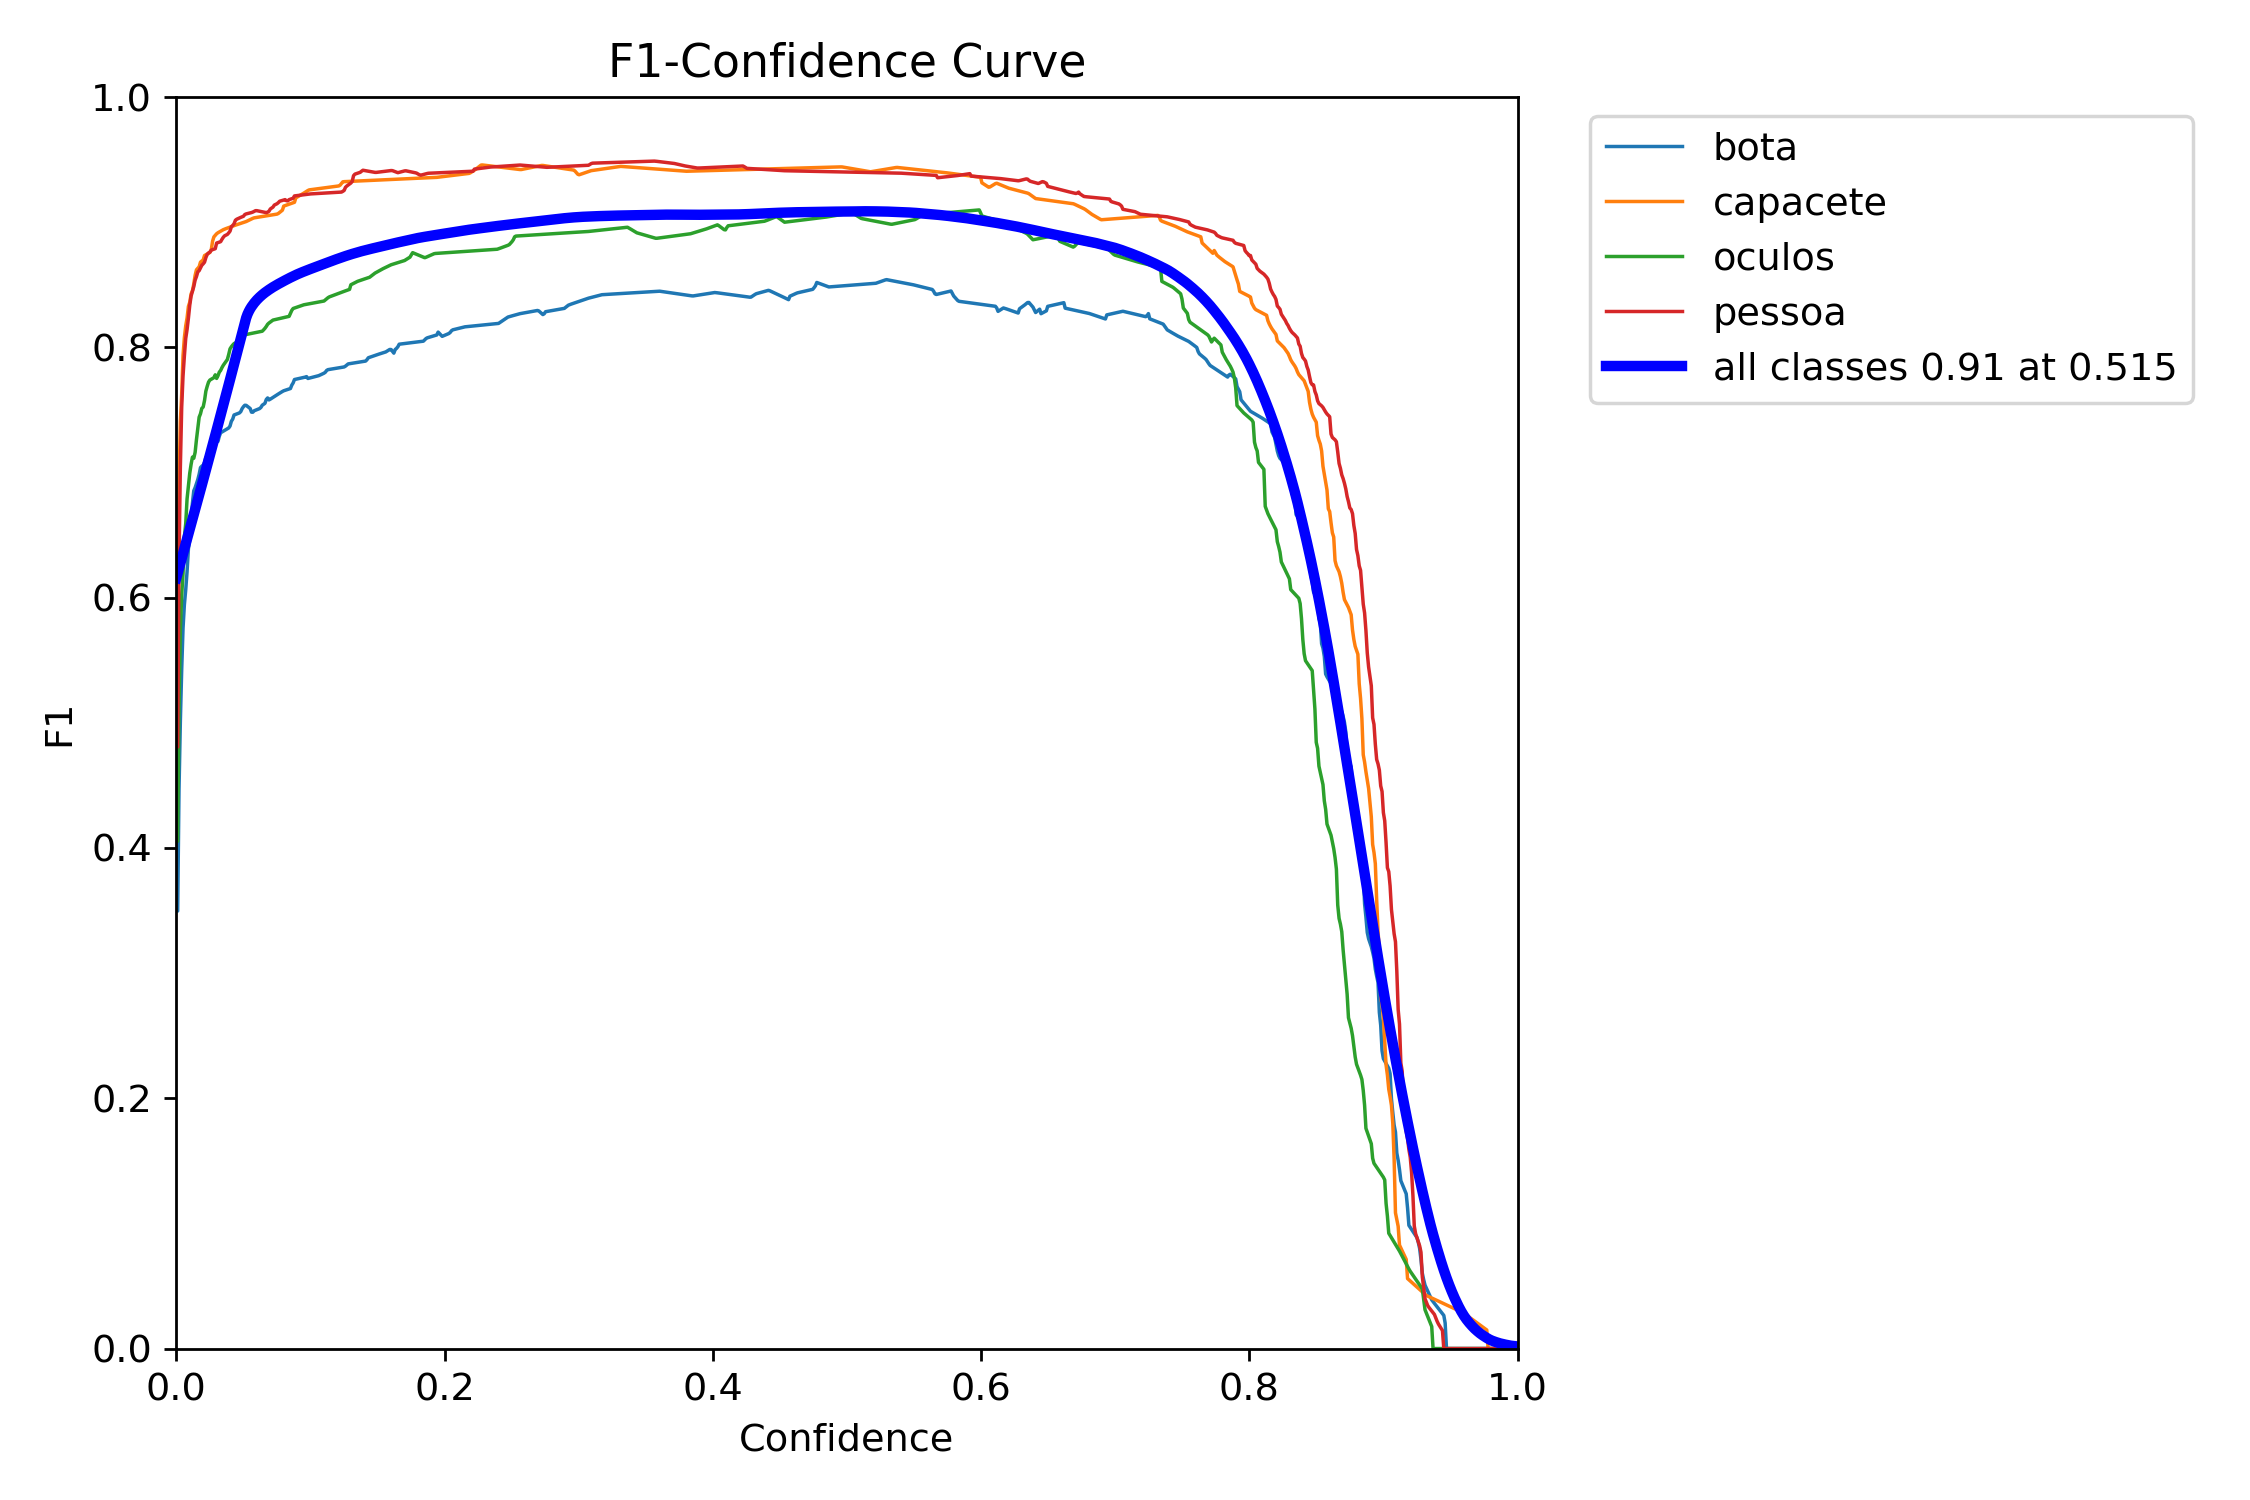 F1-Confidence Curve
1.0
0.8
0.6
0.4
0.2
0.0
F1
0.0 0.2 0.4 0.6 0.8 1.0
Confidence
bota
capacete
oculos
pessoa
all classes 0.91 at 0.515